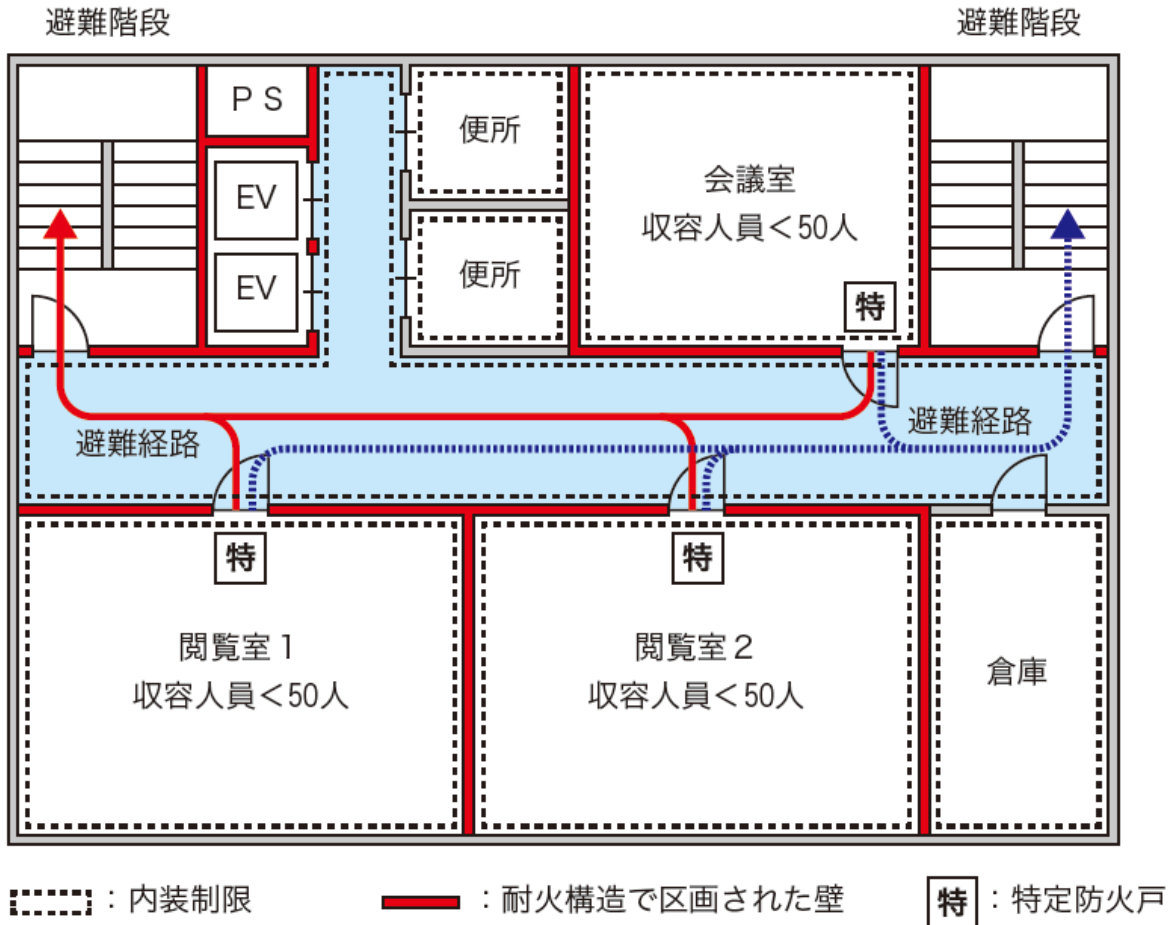 避難階段
避難階段
ＰＳ
便所
会議室
収容人員＜50人
EV
便所
EV
特
避難経路
避難経路
特
特
閲覧室１
収容人員＜50人
閲覧室２
収容人員＜50人
倉庫
：内装制限
：耐火構造で区画された壁
特：特定防火戸